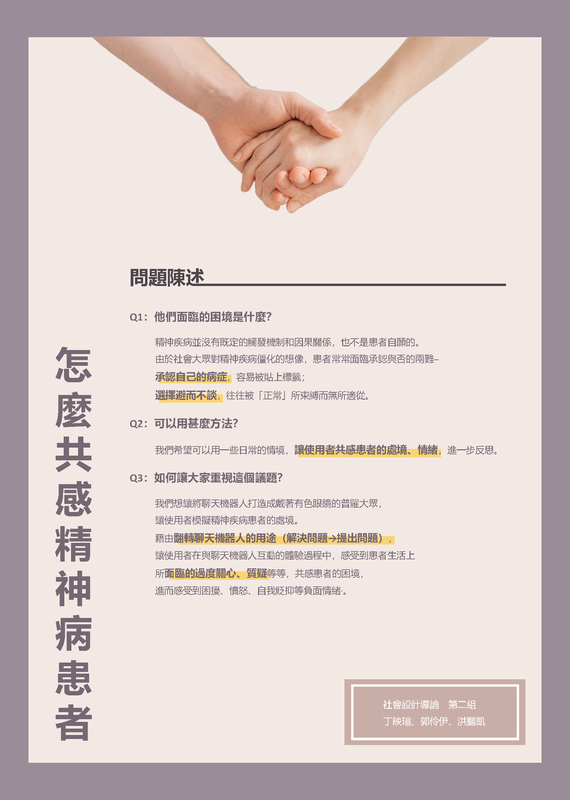 問題陳述
Q1：他們面臨的困境是什麼？
精神疾病並沒有既定的觸發機制和因果關係，也不是患者自願的。
由於社會大眾對精神疾病僵化的想像，患者常常面臨承認與否的兩難–
承認自己的病症，容易被貼上標籤；
選擇避而不談，往往被「正常」所束縛而無所適從。
Q2：可以用甚麼方法？
我們希望可以用一些日常的情境，讓使用者共感患者的處境、情緒，進一步反思。
Q3：如何讓大家重視這個議題？
我們想讓將聊天機器人打造成戴著有色眼鏡的普羅大眾，
讓使用者模擬精神疾病患者的處境。
藉由翻轉聊天機器人的用途（解決問題→提出問題），
讓使用者在與聊天機器人互動的體驗過程中，感受到患者生活上
所面臨的過度關心、質疑等等，共感患者的困境，
進而感受到困擾、憤怒、自我貶抑等負面情緒。
怎麼共感精神病患者
社會設計導論　第二組
丁映瑄、郭伶伊、洪鵬凱